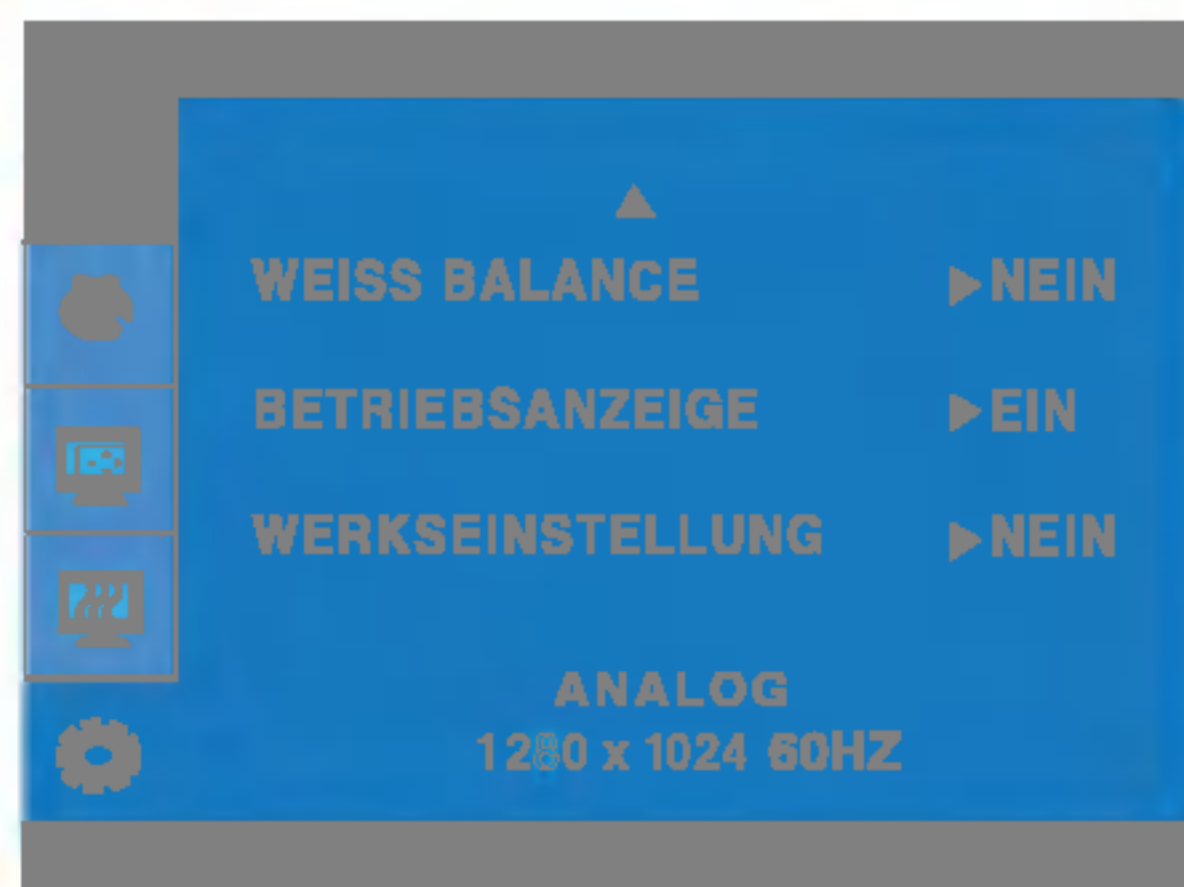 WEISS BALANCE ▶NEIN
BETRIEBSANZEIGE ▶EIN
WERKSEINSTELLUNG ▶NEIN
ANALOG
1280 x 1024 60HZ